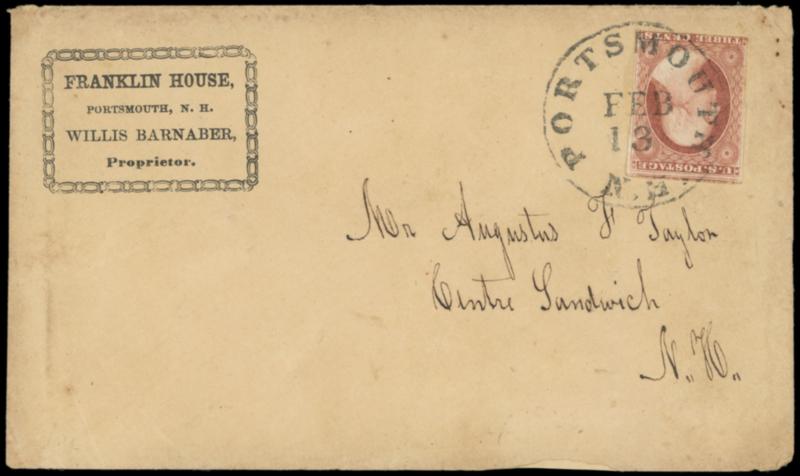 FRANKLIN HOUSE,
PORTSMOUTH, N. H.
WILLIS BARNABER,
Proprietor.
PORTSMOUTH
FEB
13
N.H
U.S. POSTAGE
THREE CENTS
Mr Augustus F Taylor
Centre Sandwich
N. H.